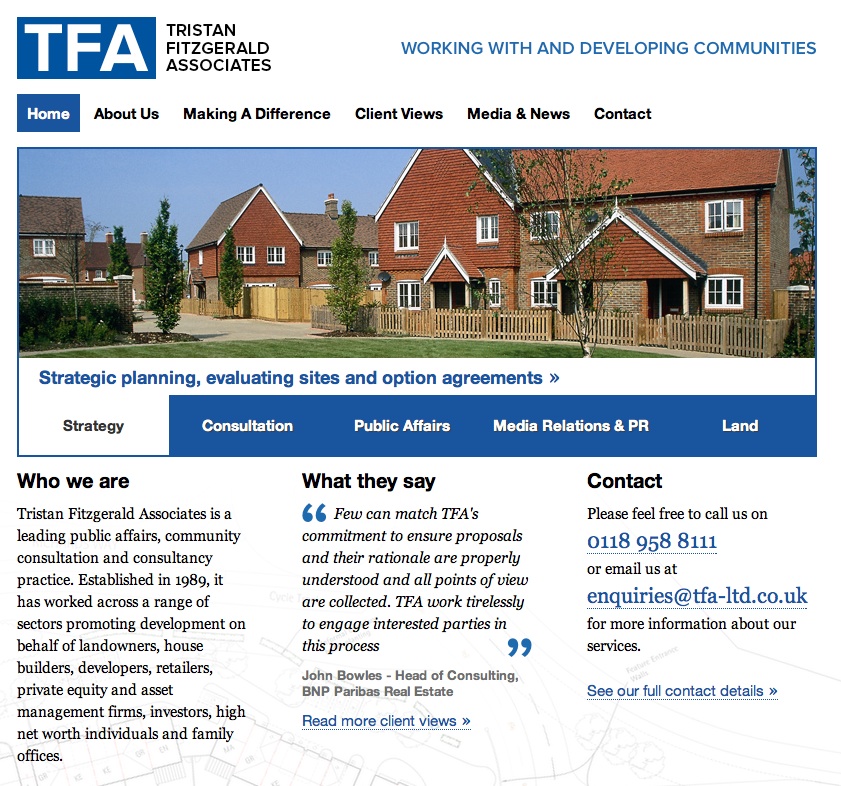 TFA
TRISTAN
FITZGERALD
ASSOCIATES
WORKING WITH AND DEVELOPING COMMUNITIES
Home
About Us
Making A Difference
Client Views
Media & News
Contact
Strategic planning, evaluating sites and option agreements »
Strategy
Consultation
Public Affairs
Media Relations & PR
Land
Who we are
Tristan Fitzgerald Associates is a
leading public affairs, community
consultation and consultancy
practice. Established in 1989, it
has worked across a range of
sectors promoting development on
behalf of landowners, house
builders, developers, retailers,
private equity and asset
management firms, investors, high
net worth individuals and family
offices.
What they say
“ Few can match TFA's
commitment to ensure proposals
and their rationale are properly
understood and all points of view
are collected. TFA work tirelessly
to engage interested parties in
this process ”
John Bowles - Head of Consulting,
BNP Paribas Real Estate
Read more client views »
Contact
Please feel free to call us on
0118 958 8111
or email us at
enquiries@tfa-ltd.co.uk
for more information about our
services.
See our full contact details »